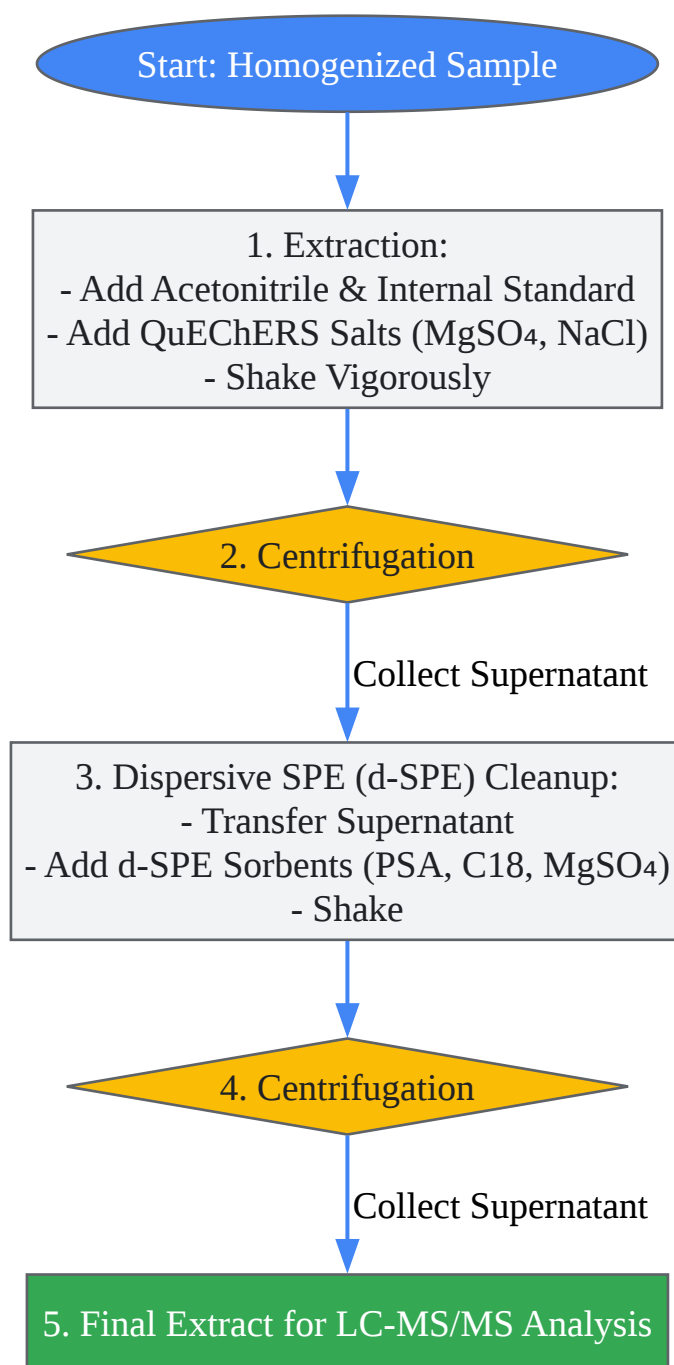 Start: Homogenized Sample
1. Extraction:
- Add Acetonitrile & Internal Standard
- Add QuEChERS Salts (MgSO₄, NaCl)
- Shake Vigorously
2. Centrifugation
Collect Supernatant
3. Dispersive SPE (d-SPE) Cleanup:
- Transfer Supernatant
- Add d-SPE Sorbents (PSA, C18, MgSO₄)
- Shake
4. Centrifugation
Collect Supernatant
5. Final Extract for LC-MS/MS Analysis